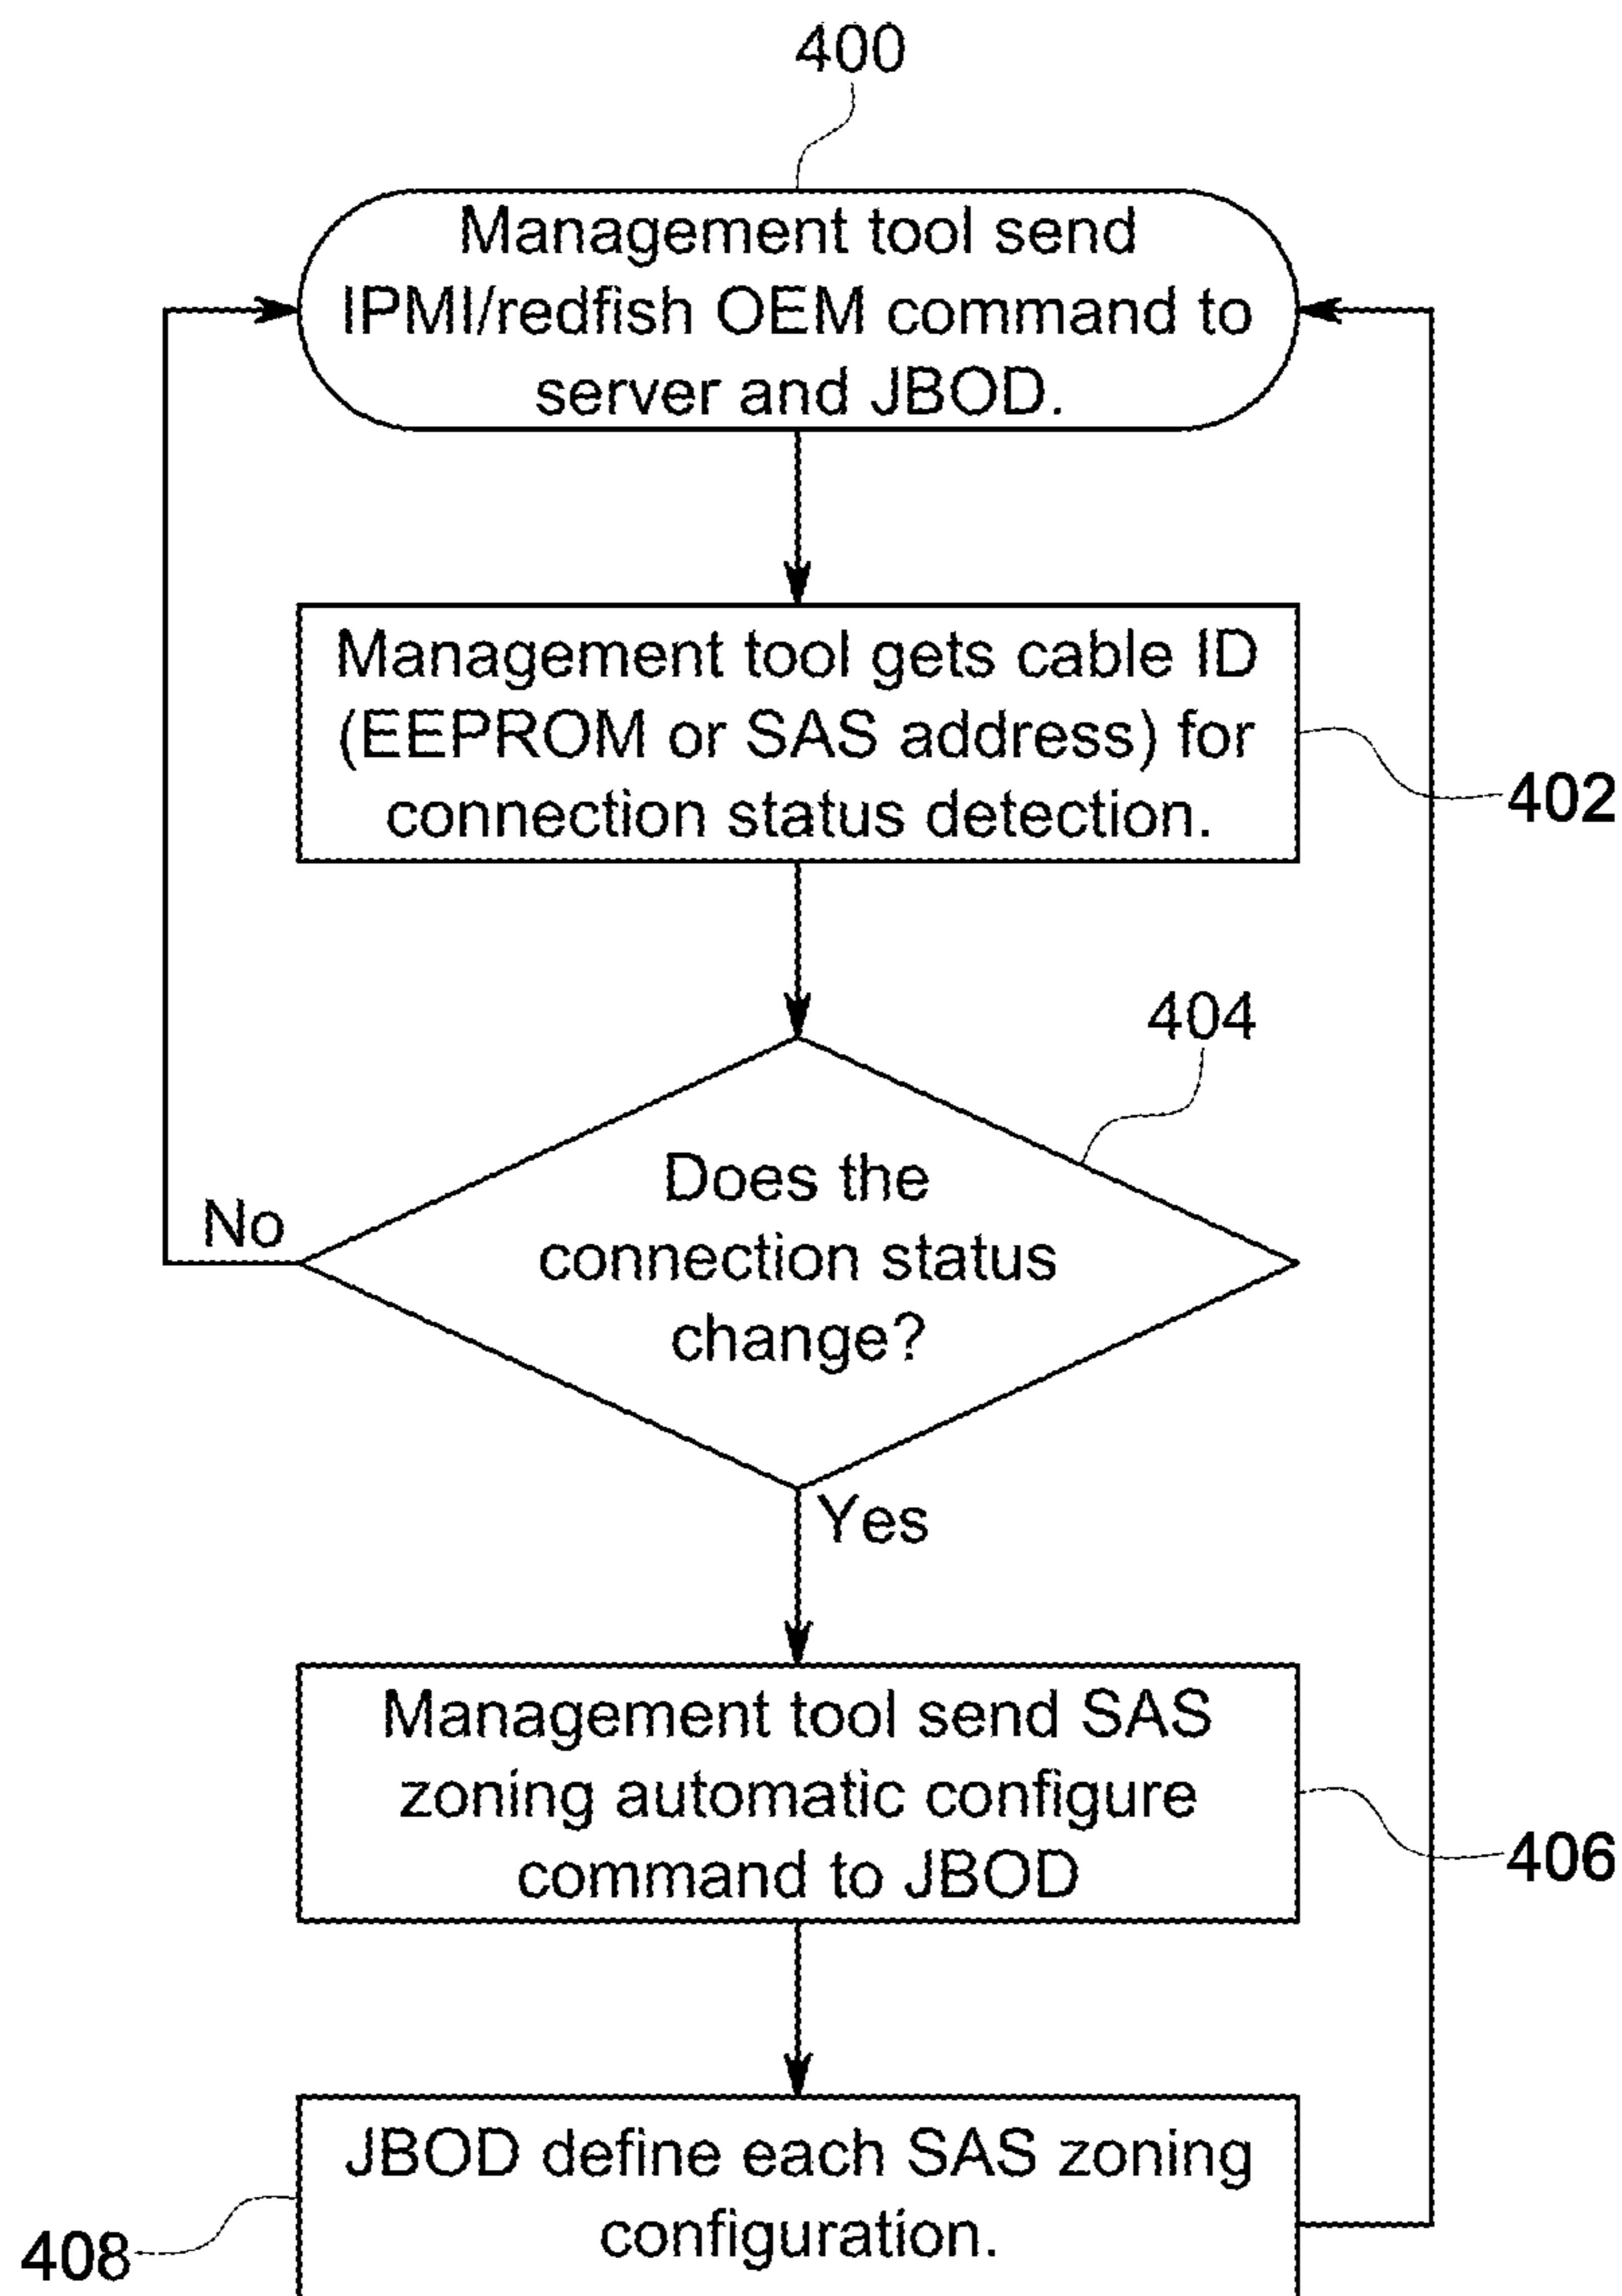 400
Management tool send
IPMI/redfish OEM command to
server and JBOD.
Management tool gets cable ID
(EEPROM or SAS address) for
connection status detection.
402
404
Does the
connection status
change?
No
Yes
Management tool send SAS
zoning automatic configure
command to JBOD
406
JBOD define each SAS zoning
configuration.
408